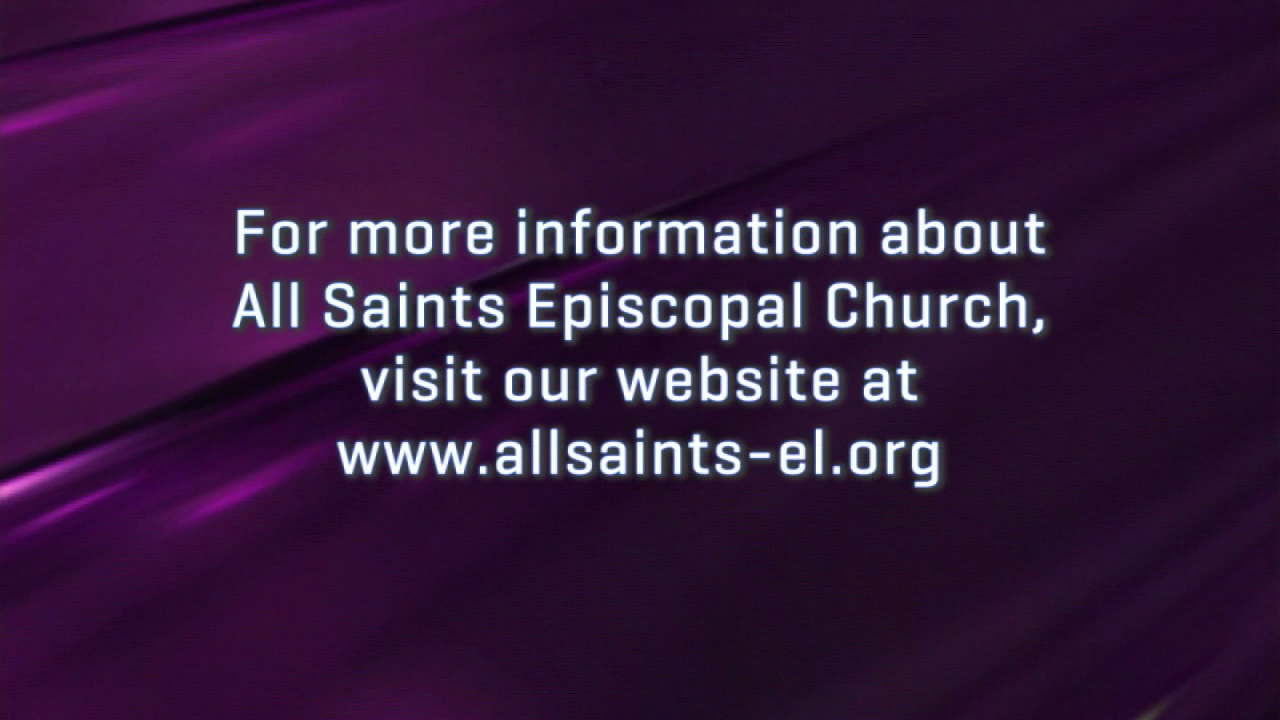 For more information about
All Saints Episcopal Church,
visit our website at
www.allsaints-el.org